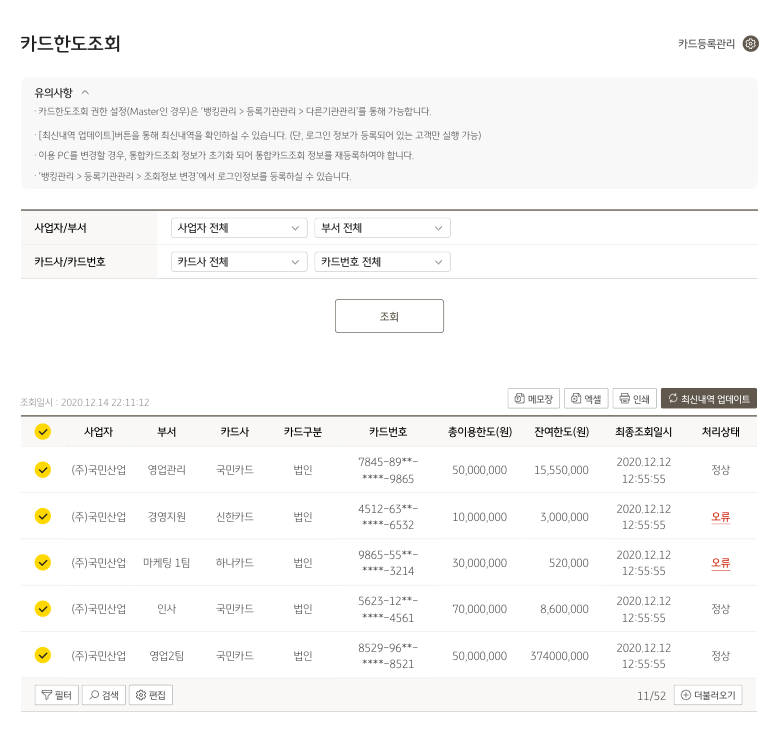 카드한도조회
카드등록관리
유의사항
· 카드한도조회 권한 설정(Master인 경우)은 '뱅킹관리 > 등록기관관리 > 다른기관관리'를 통해 가능합니다.
· [최신내역 업데이트]버튼을 통해 최신내역을 확인하실 수 있습니다. (단, 로그인 정보가 등록되어 있는 고객만 실행 가능)
· 이용 PC를 변경할 경우, 통합카드조회 정보가 초기화 되어 통합카드조회 정보를 재등록하여야 합니다.
· '뱅킹관리 > 등록기관관리 > 조회정보 변경'에서 로그인정보를 등록하실 수 있습니다.
사업자/부서 사업자 전체 부서 전체
카드사/카드번호 카드사 전체 카드번호 전체
조회
조회일시 : 2020.12.14 22:11:12 메모장 엑셀 인쇄 최신내역 업데이트
사업자 부서 카드사 카드구분 카드번호 총이용한도(원) 잔여한도(원) 최종조회일시 처리상태
(주)국민산업 영업관리 국민카드 법인 7845-89**-****-9865 50,000,000 15,550,000 2020.12.12 12:55:55 정상
(주)국민산업 경영지원 신한카드 법인 4512-63**-****-6532 10,000,000 3,000,000 2020.12.12 12:55:55 오류
(주)국민산업 마케팅 1팀 하나카드 법인 9865-55**-****-3214 30,000,000 520,000 2020.12.12 12:55:55 오류
(주)국민산업 인사 국민카드 법인 5623-12**-****-4561 70,000,000 8,600,000 2020.12.12 12:55:55 정상
(주)국민산업 영업2팀 국민카드 법인 8529-96**-****-8521 50,000,000 374000,000 2020.12.12 12:55:55 정상
필터 검색 편집 11/52 더불러오기